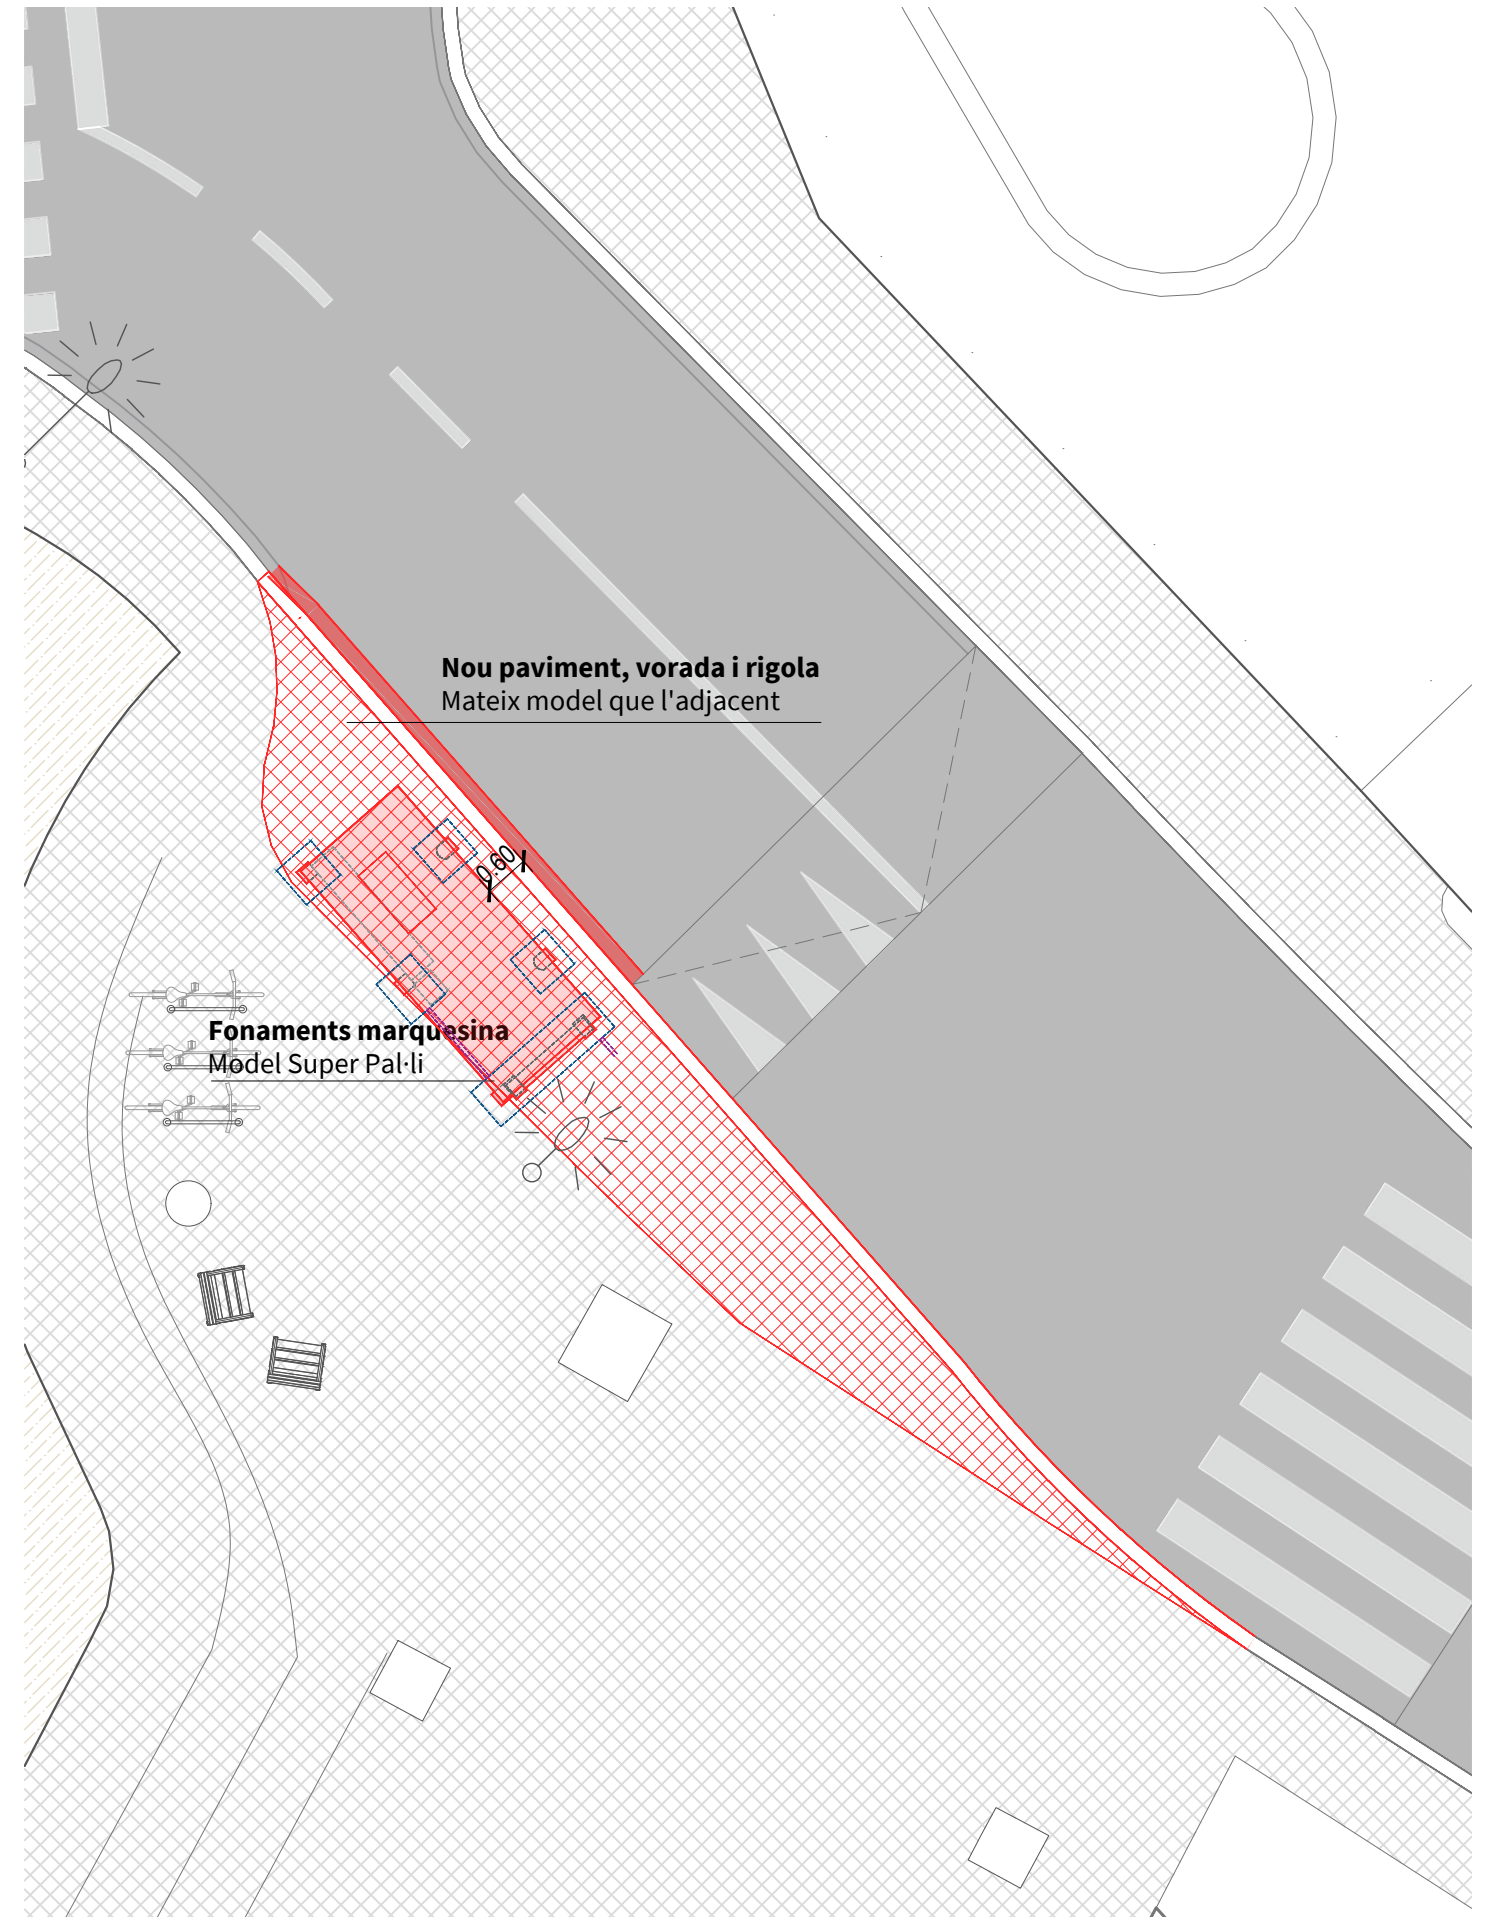 Nou paviment, vorada i rigola
Mateix model que l'adjacent
0.60
Fonaments marquesina
Model Super Pal·li